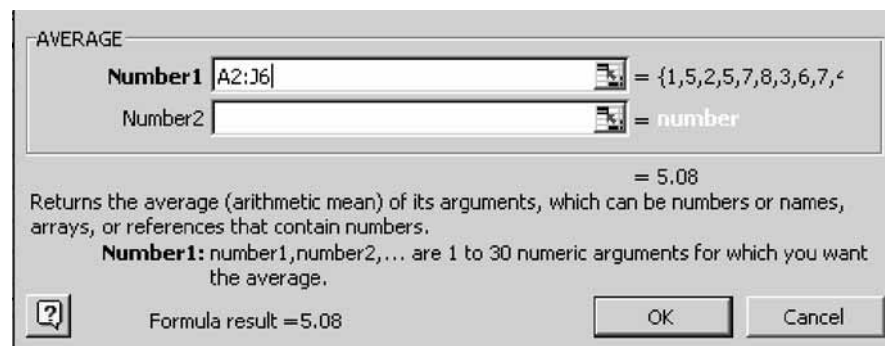 AVERAGE
Number1 A2:J6 = {1,5,2,5,7,8,3,6,7,4
Number2 = number
= 5.08
Returns the average (arithmetic mean) of its arguments, which can be numbers or names,
arrays, or references that contain numbers.
Number1: number1,number2,... are 1 to 30 numeric arguments for which you want
the average.
? Formula result =5.08 OK Cancel